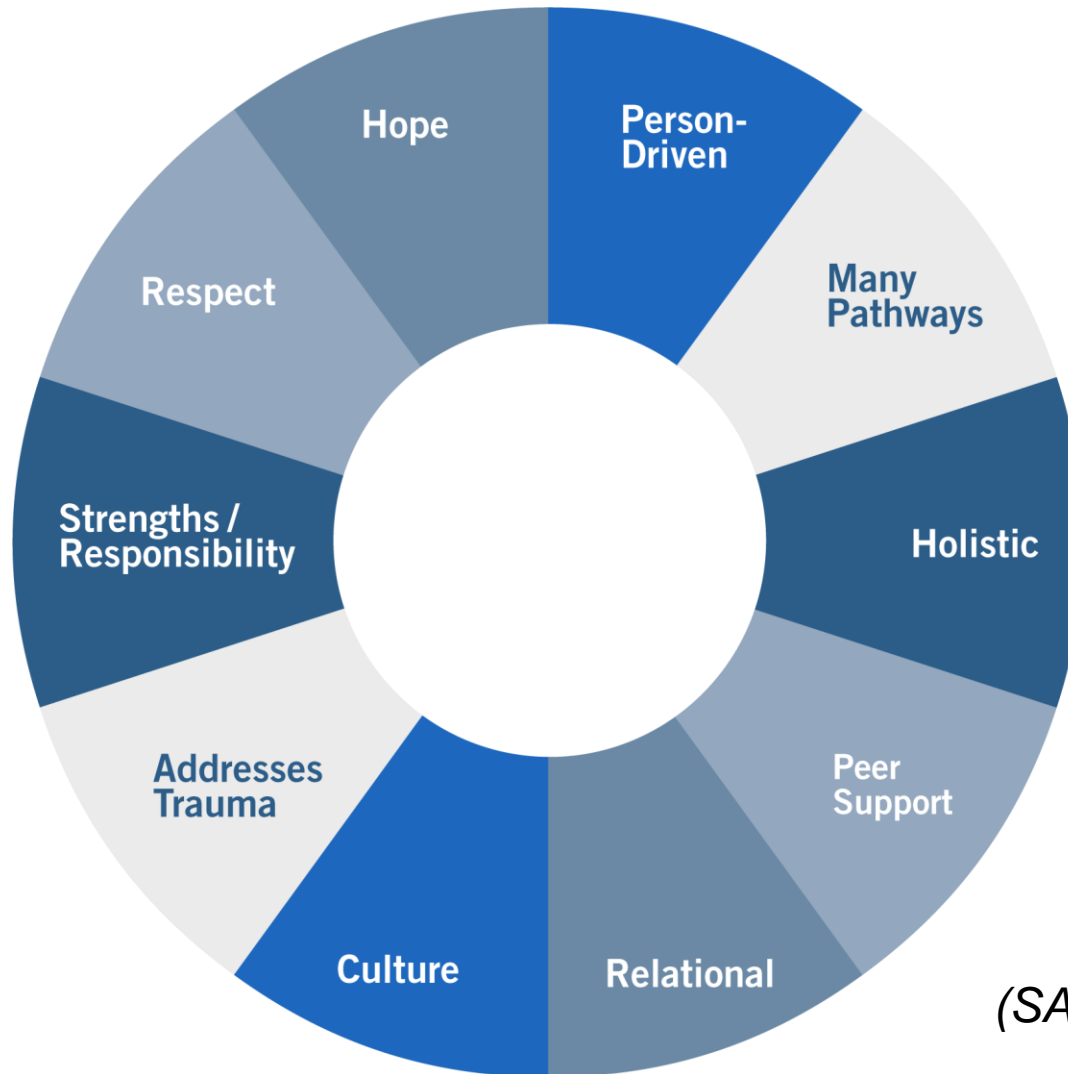 Hope
Person-
Driven
Many
Pathways
Respect
Strengths /
Responsibility
Holistic
Addresses
Trauma
Peer
Support
Culture
Relational
(SA